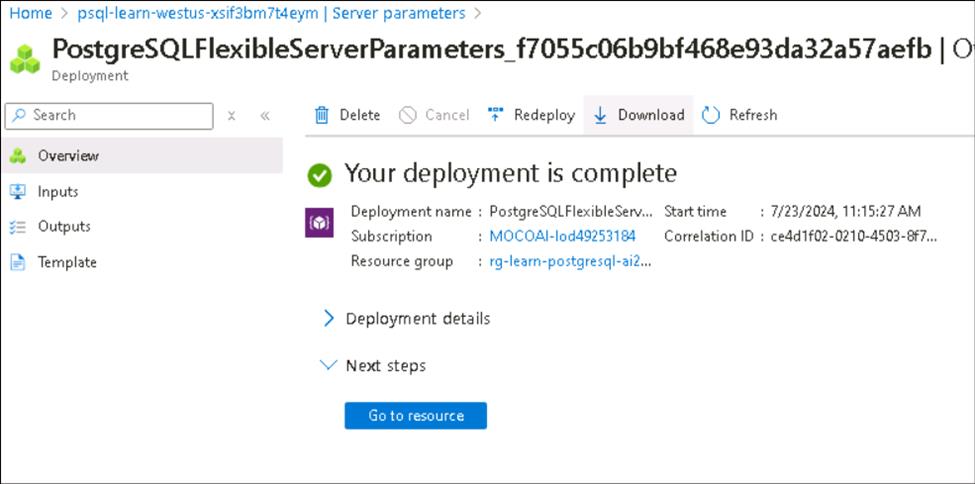 Home > psql-learn-westus-xsif3bm7t4eym | Server parameters >
PostgreSQLFlexibleServerParameters_f7055c06b9bf468e93da32a57aefb | O
Deployment
Search
Delete Cancel Redeploy Download Refresh
Overview
Inputs
Outputs
Template
Your deployment is complete
Deployment name : PostgreSQLFlexibleServ... Start time : 7/23/2024, 11:15:27 AM
Subscription : MOCOAI-lod49253184 Correlation ID : ce4d1f02-0210-4503-8f7...
Resource group : rg-learn-postgresql-ai2...
Deployment details
Next steps
Go to resource